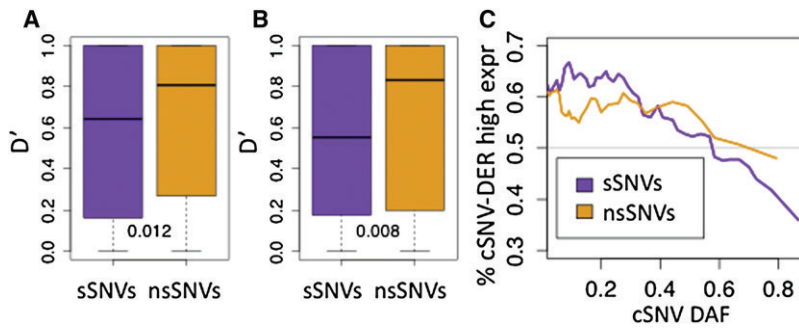 A
D′
1.0
0.8
0.6
0.4
0.2
0.0
0.012
sSNVs nsSNVs
B
D′
1.0
0.8
0.6
0.4
0.2
0.0
0.008
sSNVs nsSNVs
C
% cSNV-DER high expr
0.7
0.6
0.5
0.4
0.3
sSNVs
nsSNVs
0.2 0.4 0.6 0.8
cSNV DAF